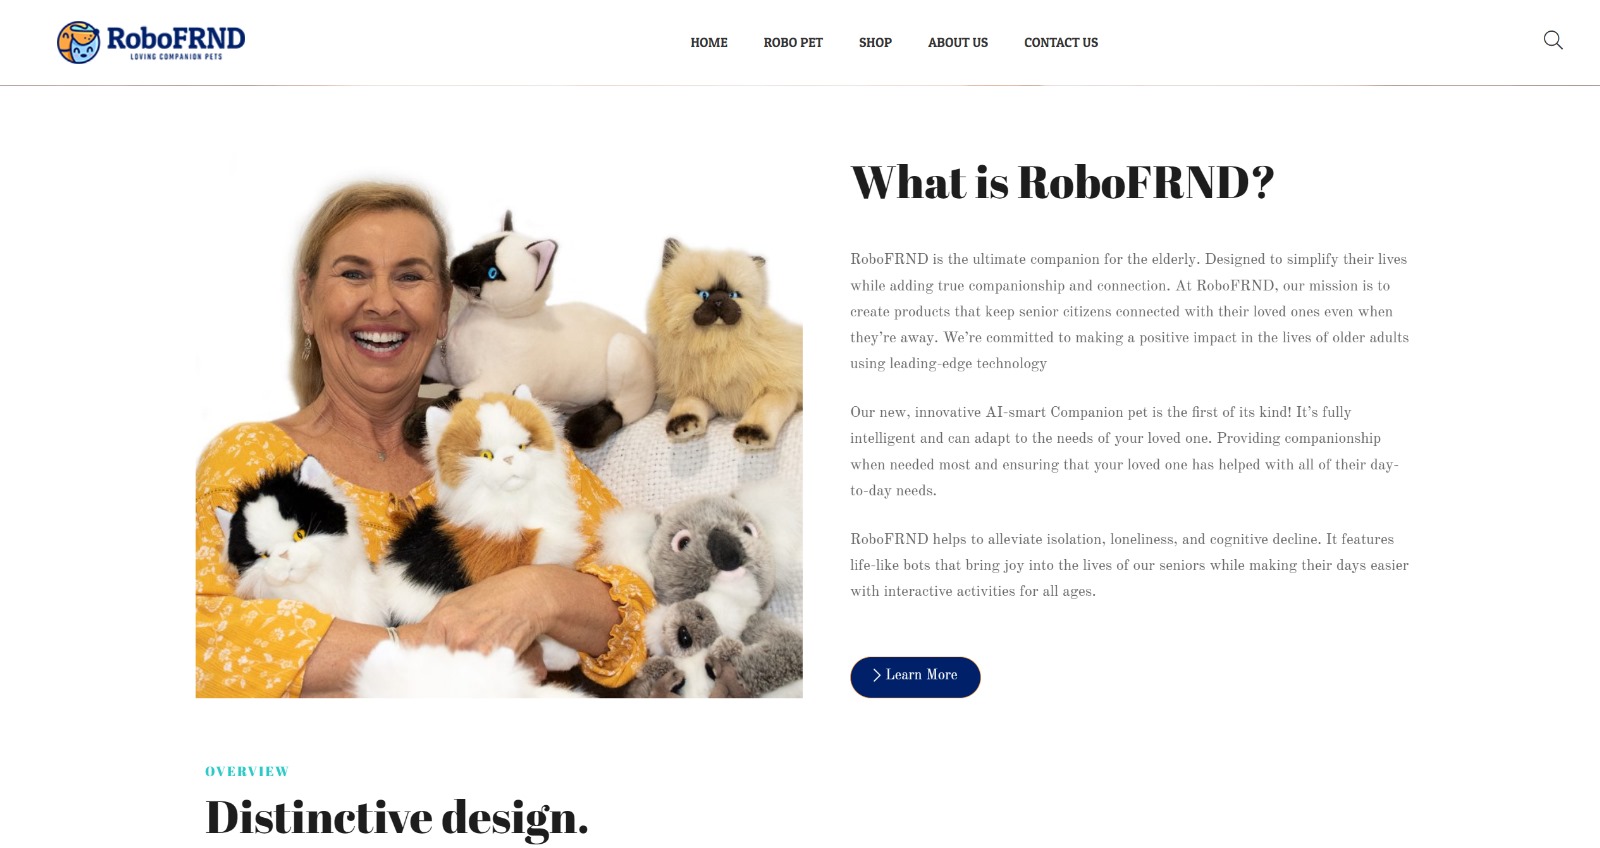 RoboFRND
LOVING COMPANION PETS
HOME
ROBO PET
SHOP
ABOUT US
CONTACT US
What is RoboFRND?
RoboFRND is the ultimate companion for the elderly. Designed to simplify their lives
while adding true companionship and connection. At RoboFRND, our mission is to
create products that keep senior citizens connected with their loved ones even when
they’re away. We’re committed to making a positive impact in the lives of older adults
using leading-edge technology
Our new, innovative AI-smart Companion pet is the first of its kind! It’s fully
intelligent and can adapt to the needs of your loved one. Providing companionship
when needed most and ensuring that your loved one has helped with all of their day-
to-day needs.
RoboFRND helps to alleviate isolation, loneliness, and cognitive decline. It features
life-like bots that bring joy into the lives of our seniors while making their days easier
with interactive activities for all ages.
Learn More
OVERVIEW
Distinctive design.